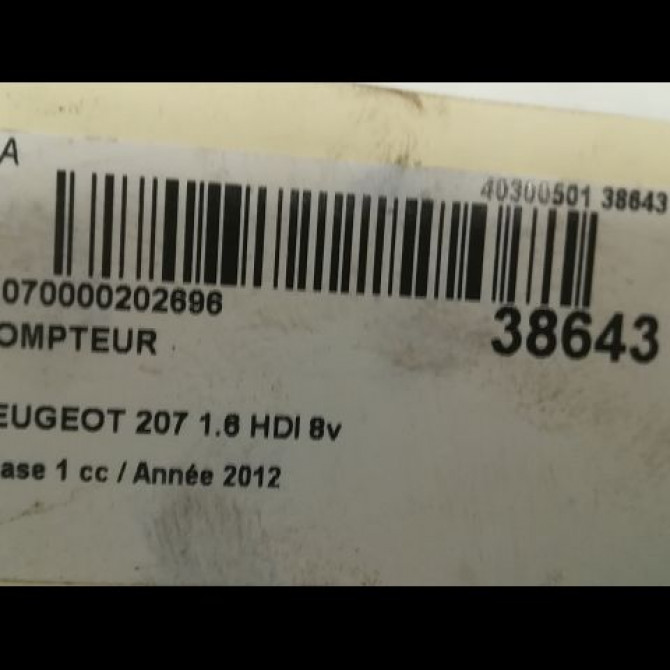 A
40300501 38643
070000202696
38643
OMPTEUR
EUGEOT 207 1.6 HDI 8v
ase 1 cc / Année 2012